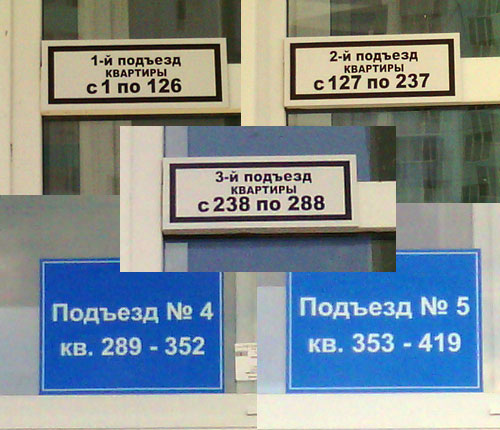 1-й подъезд
КВАРТИРЫ
с 1 по 126
2-й подъезд
КВАРТИРЫ
с 127 по 237
3-й подъезд
КВАРТИРЫ
с 238 по 288
Подъезд № 4
кв. 289 - 352
Подъезд № 5
кв. 353 - 419